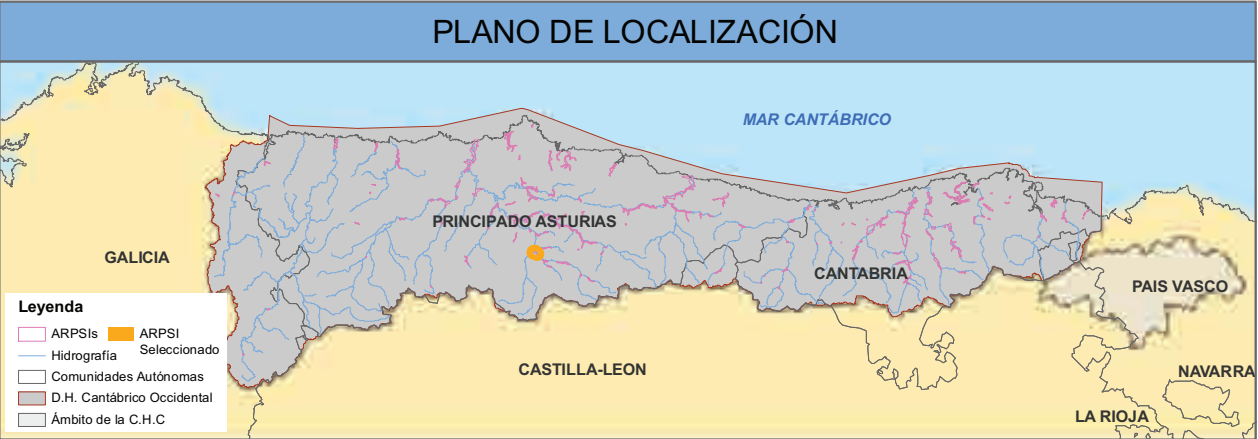 PLANO DE LOCALIZACIÓN
MAR CANTÁBRICO
PRINCIPADO ASTURIAS
GALICIA
CANTABRIA
PAIS VASCO
CASTILLA-LEON
NAVARRA
LA RIOJA
Leyenda
ARPSIs
ARPSI
Seleccionado
Hidrografía
Comunidades Autónomas
D.H. Cantábrico Occidental
Ámbito de la C.H.C